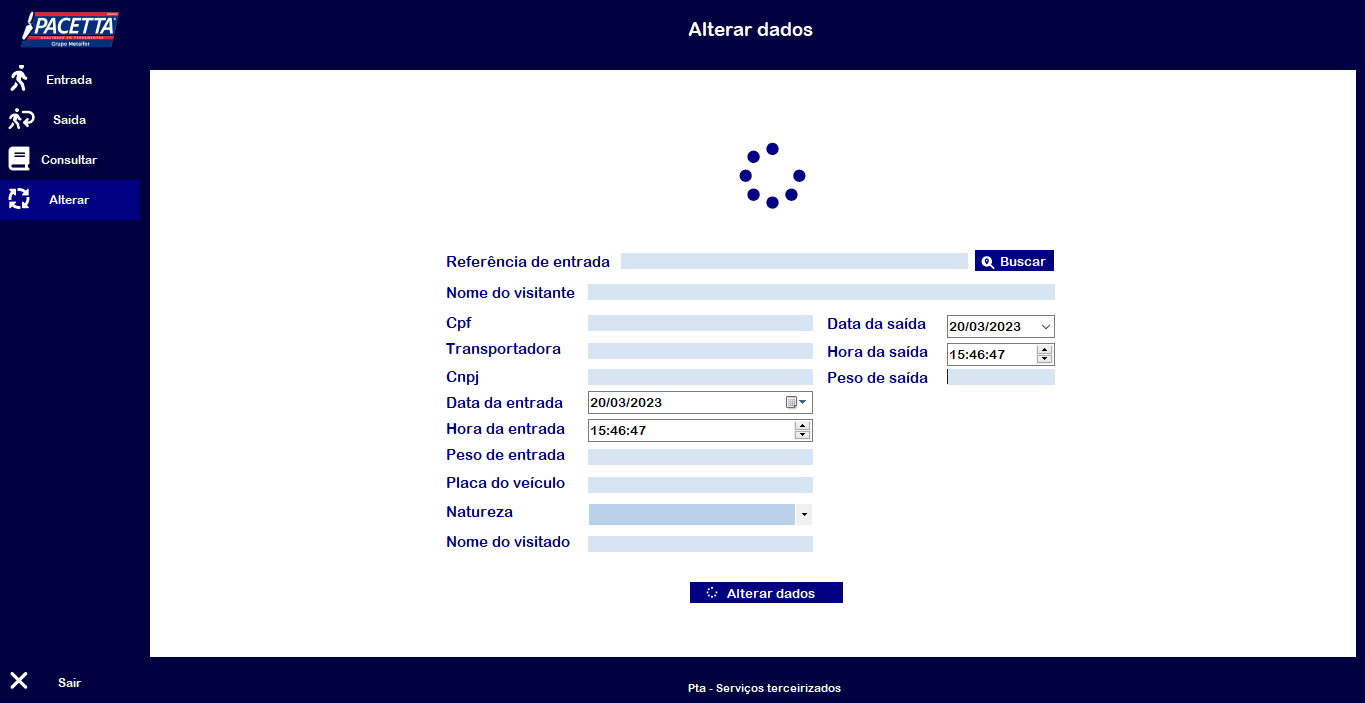 PACETTA
Grupo Metalfor
Alterar dados
Entrada
Saida
Consultar
Alterar
Referência de entrada
Buscar
Nome do visitante
Cpf
Data da saída
20/03/2023
Transportadora
Hora da saída
15:46:47
Cnpj
Peso de saída
Data da entrada
20/03/2023
Hora da entrada
15:46:47
Peso de entrada
Placa do veículo
Natureza
Nome do visitado
Alterar dados
Sair
Pta - Serviços terceirizados